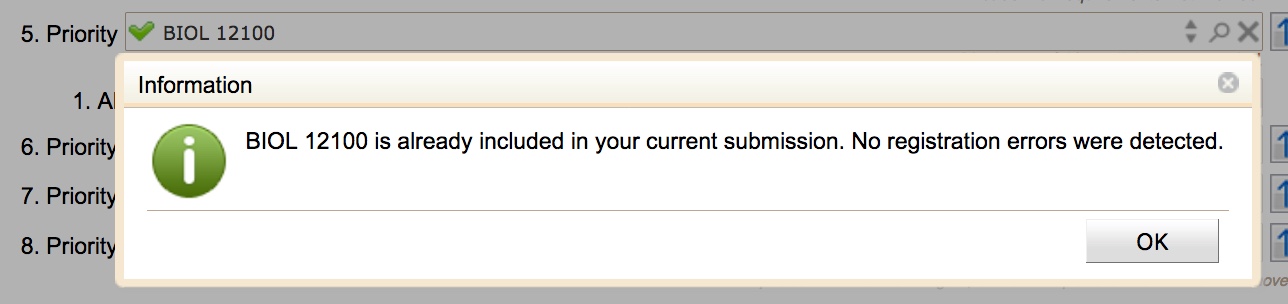 5. Priority BIOL 12100
Information
1. Al
BIOL 12100 is already included in your current submission. No registration errors were detected.
6. Priority
7. Priority
8. Priority
OK